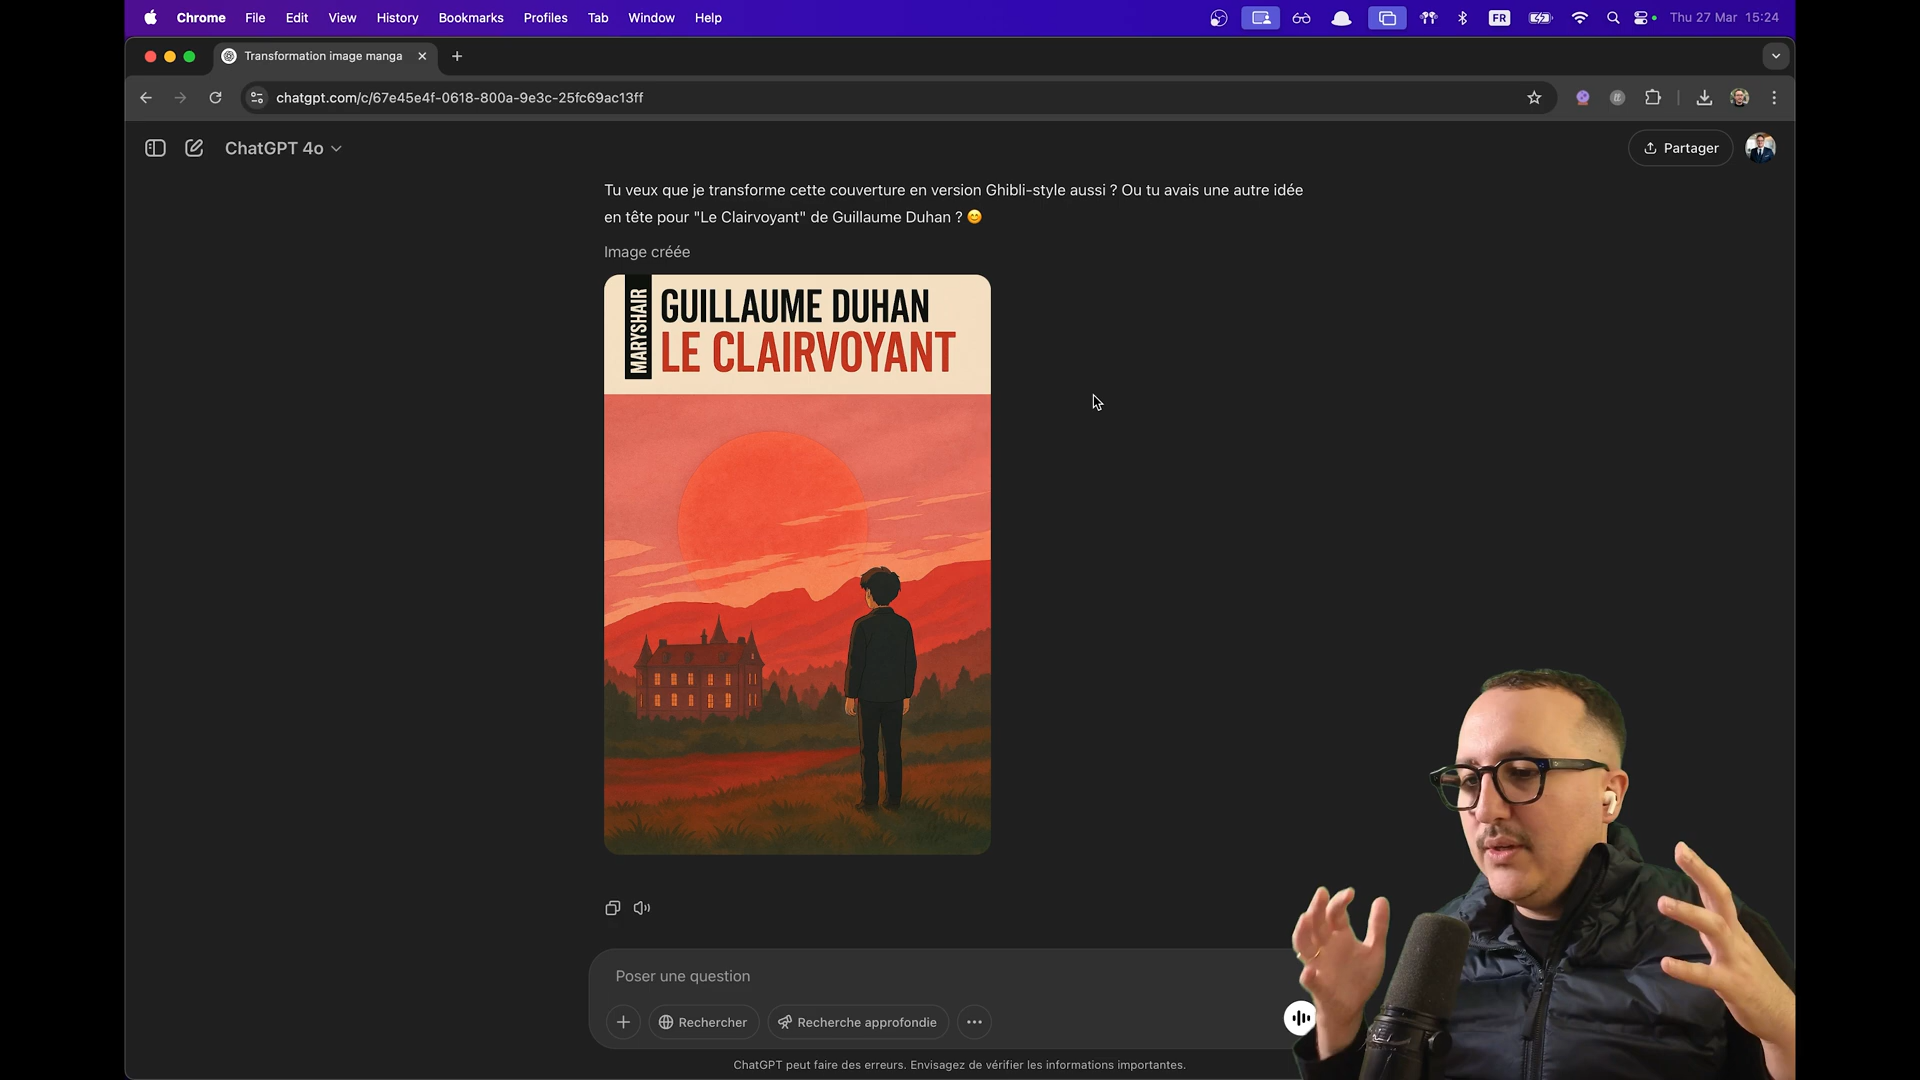 Chrome File Edit View History Bookmarks Profiles Tab Window Help
FR
Thu 27 Mar 15:24
Transformation image manga
chatgpt.com/c/67e45e4f-0618-800a-9e3c-25fc69ac13ff
ChatGPT 4o
Partager
Tu veux que je transforme cette couverture en version Ghibli-style aussi ? Ou tu avais une autre idée
en tête pour "Le Clairvoyant" de Guillaume Duhan ? 😊
Image créée
MARYSHAIR
GUILLAUME DUHAN
LE CLAIRVOYANT
Poser une question
Rechercher
Recherche approfondie
ChatGPT peut faire des erreurs. Envisagez de vérifier les informations importantes.